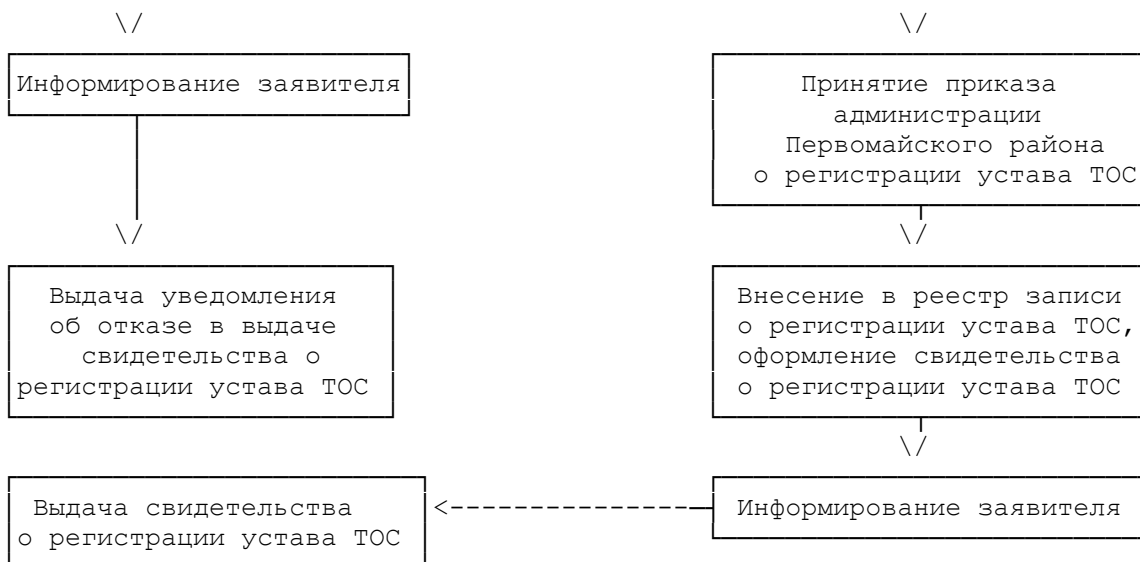 Информирование заявителя
Принятие приказа
администрации
Первомайского района
о регистрации устава ТОС
Выдача уведомления
об отказе в выдаче
свидетельства о
регистрации устава ТОС
Внесение в реестр записи
о регистрации устава ТОС,
оформление свидетельства
о регистрации устава ТОС
Выдача свидетельства
о регистрации устава ТОС
Информирование заявителя